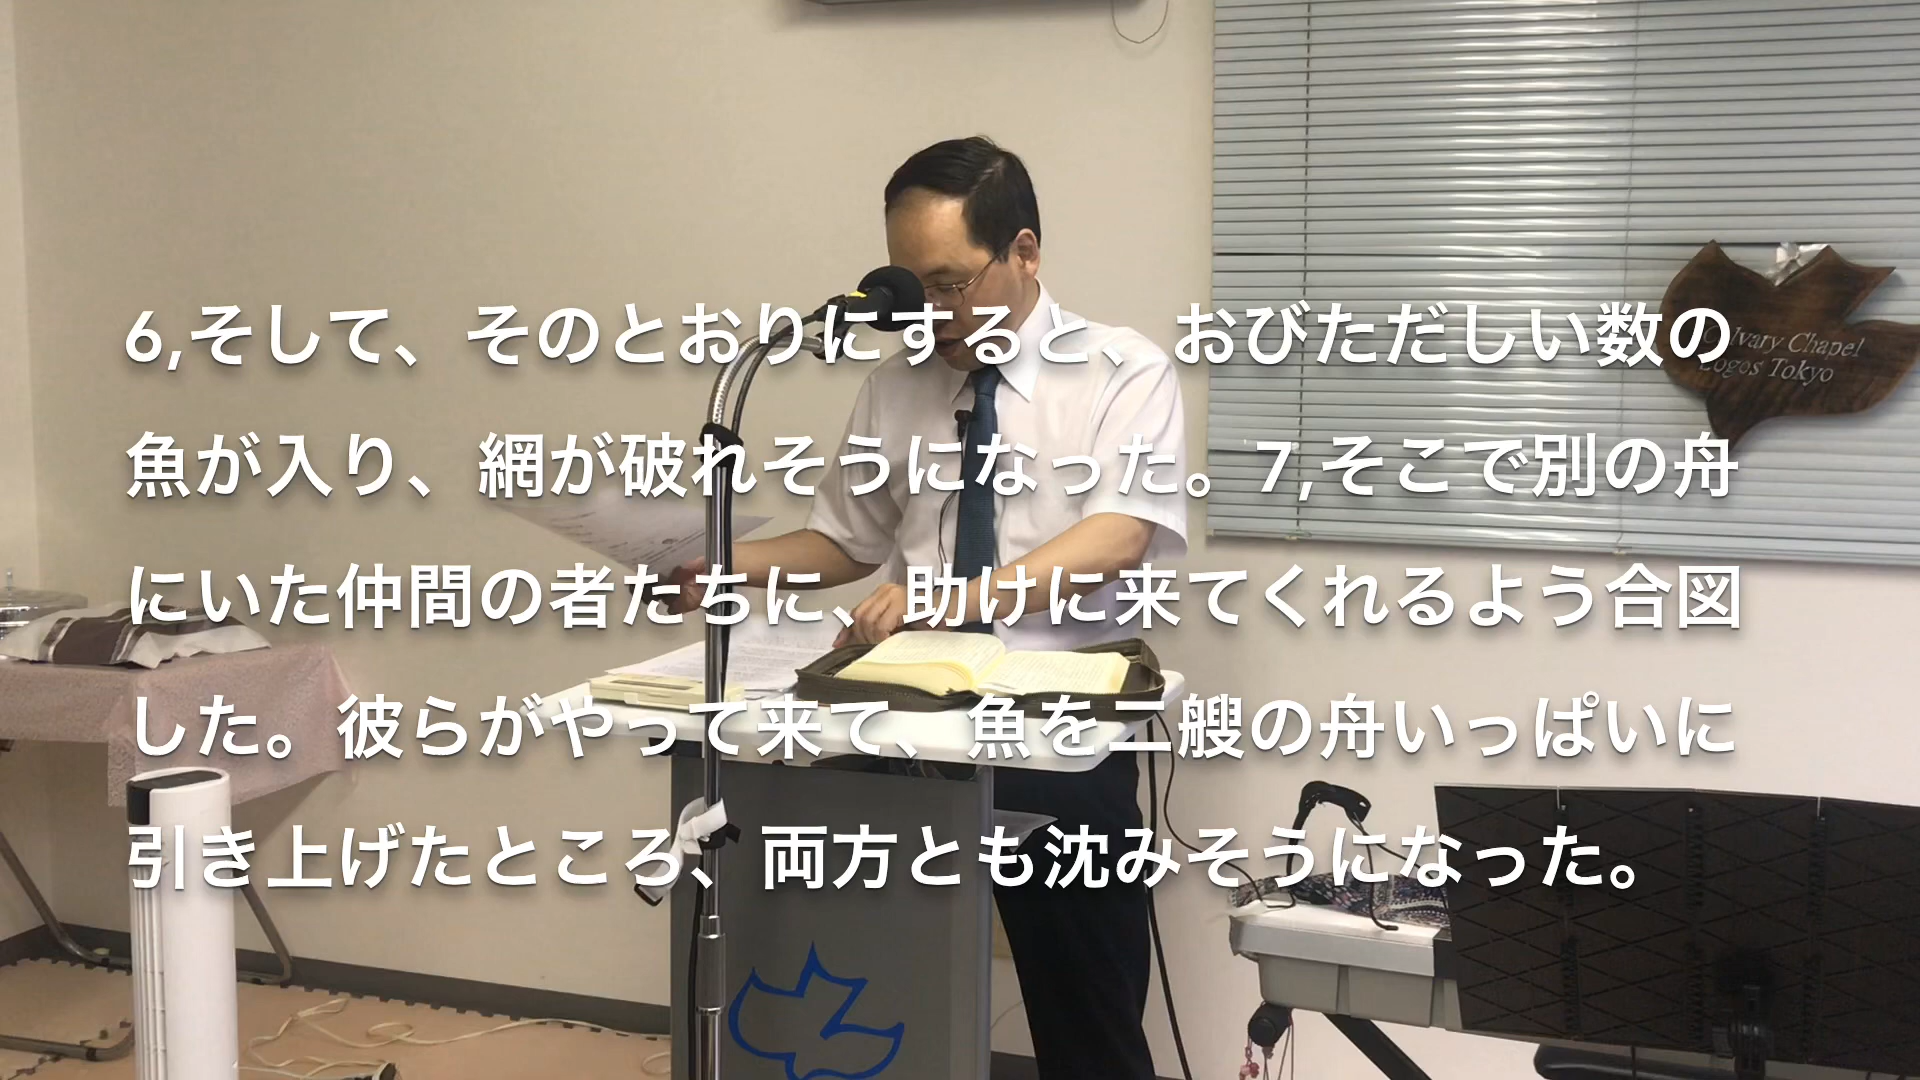 6,そして、そのとおりにすると、おびただしい数の
魚が入り、網が破れそうになった。7,そこで別の舟
にいた仲間の者たちに、助けに来てくれるよう合図
した。彼らがやって来て、魚を二艘の舟いっぱいに
引き上げたところ、両方とも沈みそうになった。
Calvary Chapel
Logos Tokyo